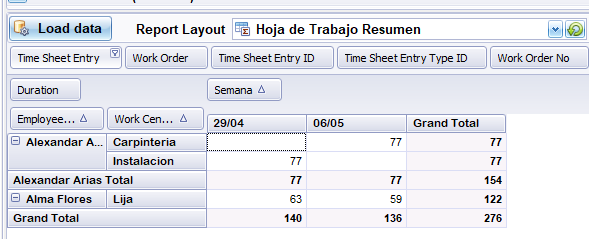 Load data Report Layout Hoja de Trabajo Resumen
Time Sheet Entry Work Order Time Sheet Entry ID Time Sheet Entry Type ID Work Order No
Duration Semana
Employee... Work Cen... 29/04 06/05 Grand Total
Alexandar A... Carpinteria 77 77
Instalacion 77 77
Alexandar Arias Total 77 77 154
Alma Flores Lija 63 59 122
Grand Total 140 136 276